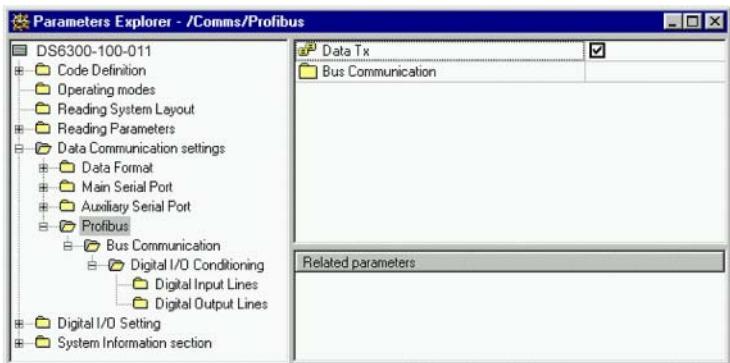 Parameters Explorer - /Comms/Profibus
DS6300-100-011
Code Definition
Operating modes
Reading System Layout
Reading Parameters
Data Communication settings
Data Format
Main Serial Port
Auxiliary Serial Port
Profibus
Bus Communication
Digital I/O Conditioning
Digital Input Lines
Digital Output Lines
Digital I/O Setting
System Information section
Data Tx
Bus Communication
Related parameters